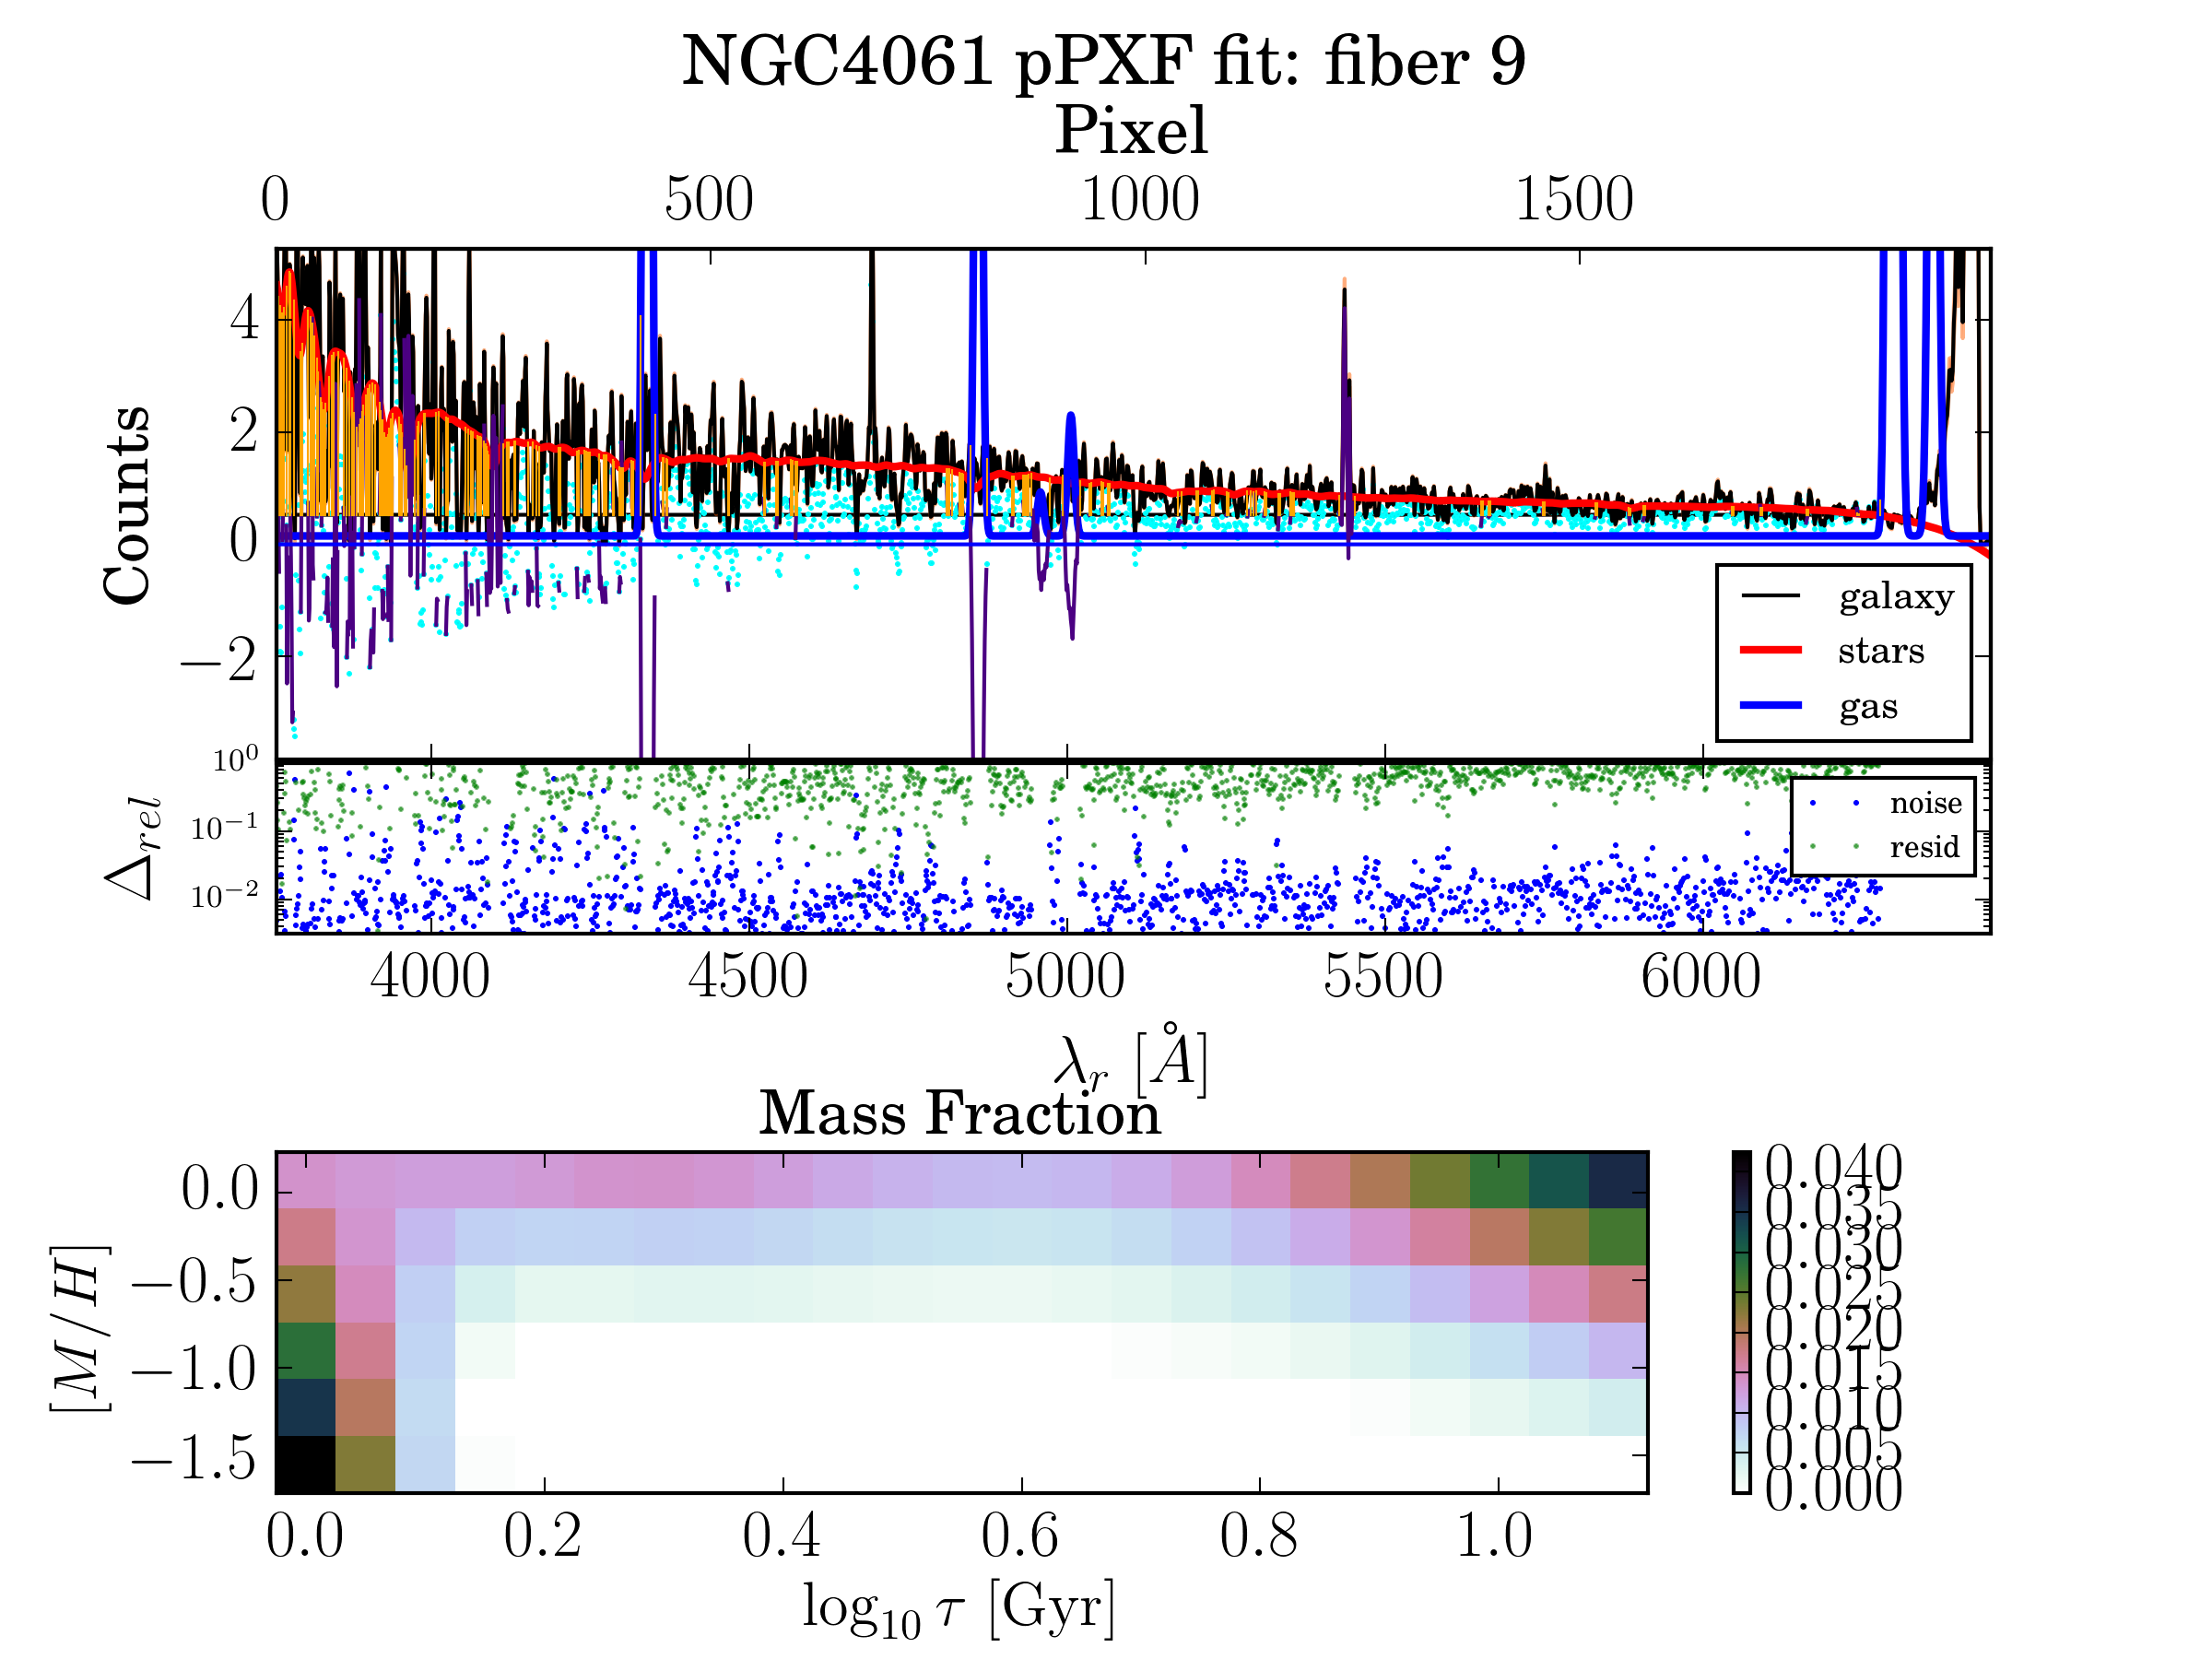 NGC4061 pPXF fit: fiber 9
Pixel
0 500 1000 1500
Counts
4
2
0
−2
galaxy
stars
gas
Δrel
10^0
10^−1
10^−2
noise
resid
4000 4500 5000 5500 6000
λr [Å]
Mass Fraction
[M/H]
0.0
−0.5
−1.0
−1.5
0.040
0.035
0.030
0.025
0.020
0.015
0.010
0.005
0.000
0.0 0.2 0.4 0.6 0.8 1.0
log10 τ [Gyr]